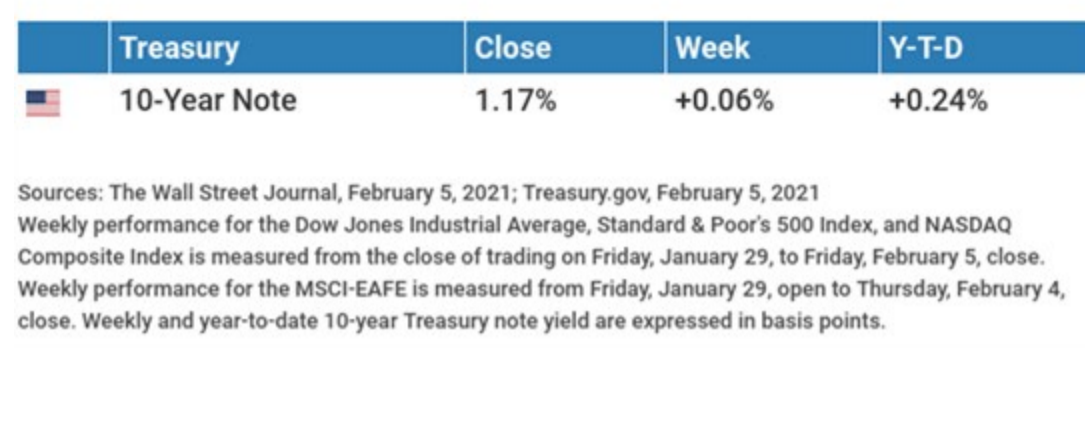 Treasury Close Week Y-T-D
10-Year Note 1.17% +0.06% +0.24%
Sources: The Wall Street Journal, February 5, 2021; Treasury.gov, February 5, 2021
Weekly performance for the Dow Jones Industrial Average, Standard & Poor's 500 Index, and NASDAQ
Composite Index is measured from the close of trading on Friday, January 29, to Friday, February 5, close.
Weekly performance for the MSCI-EAFE is measured from Friday, January 29, open to Thursday, February 4,
close. Weekly and year-to-date 10-year Treasury note yield are expressed in basis points.